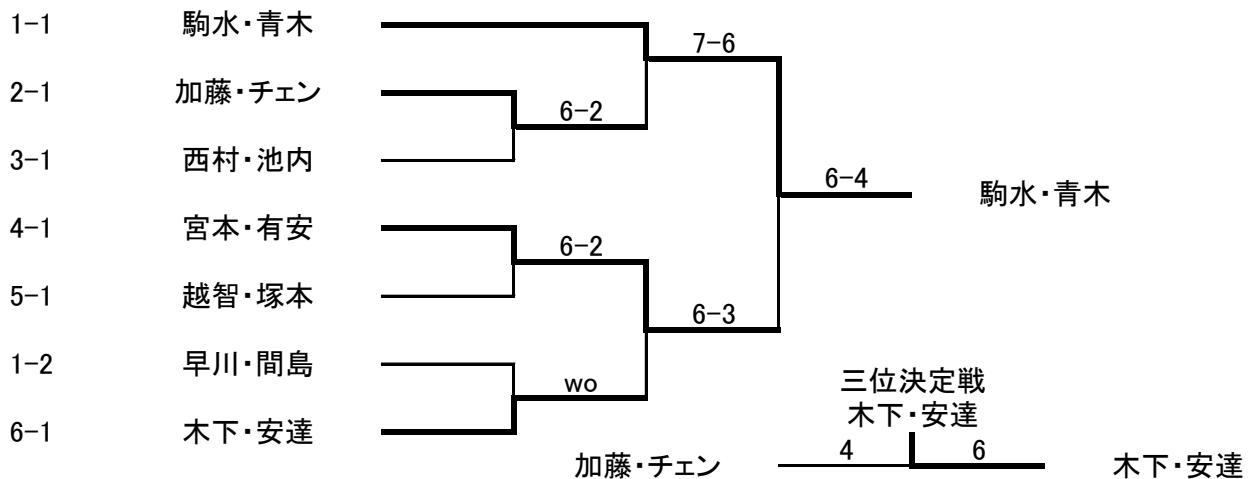 1-1 駒水・青木
7-6
2-1 加藤・チェン
6-2
3-1 西村・池内
6-4 駒水・青木
4-1 宮本・有安
6-2
5-1 越智・塚本
6-3
1-2 早川・間島
wo
三位決定戦
木下・安達
6-1 木下・安達
加藤・チェン 4 6 木下・安達